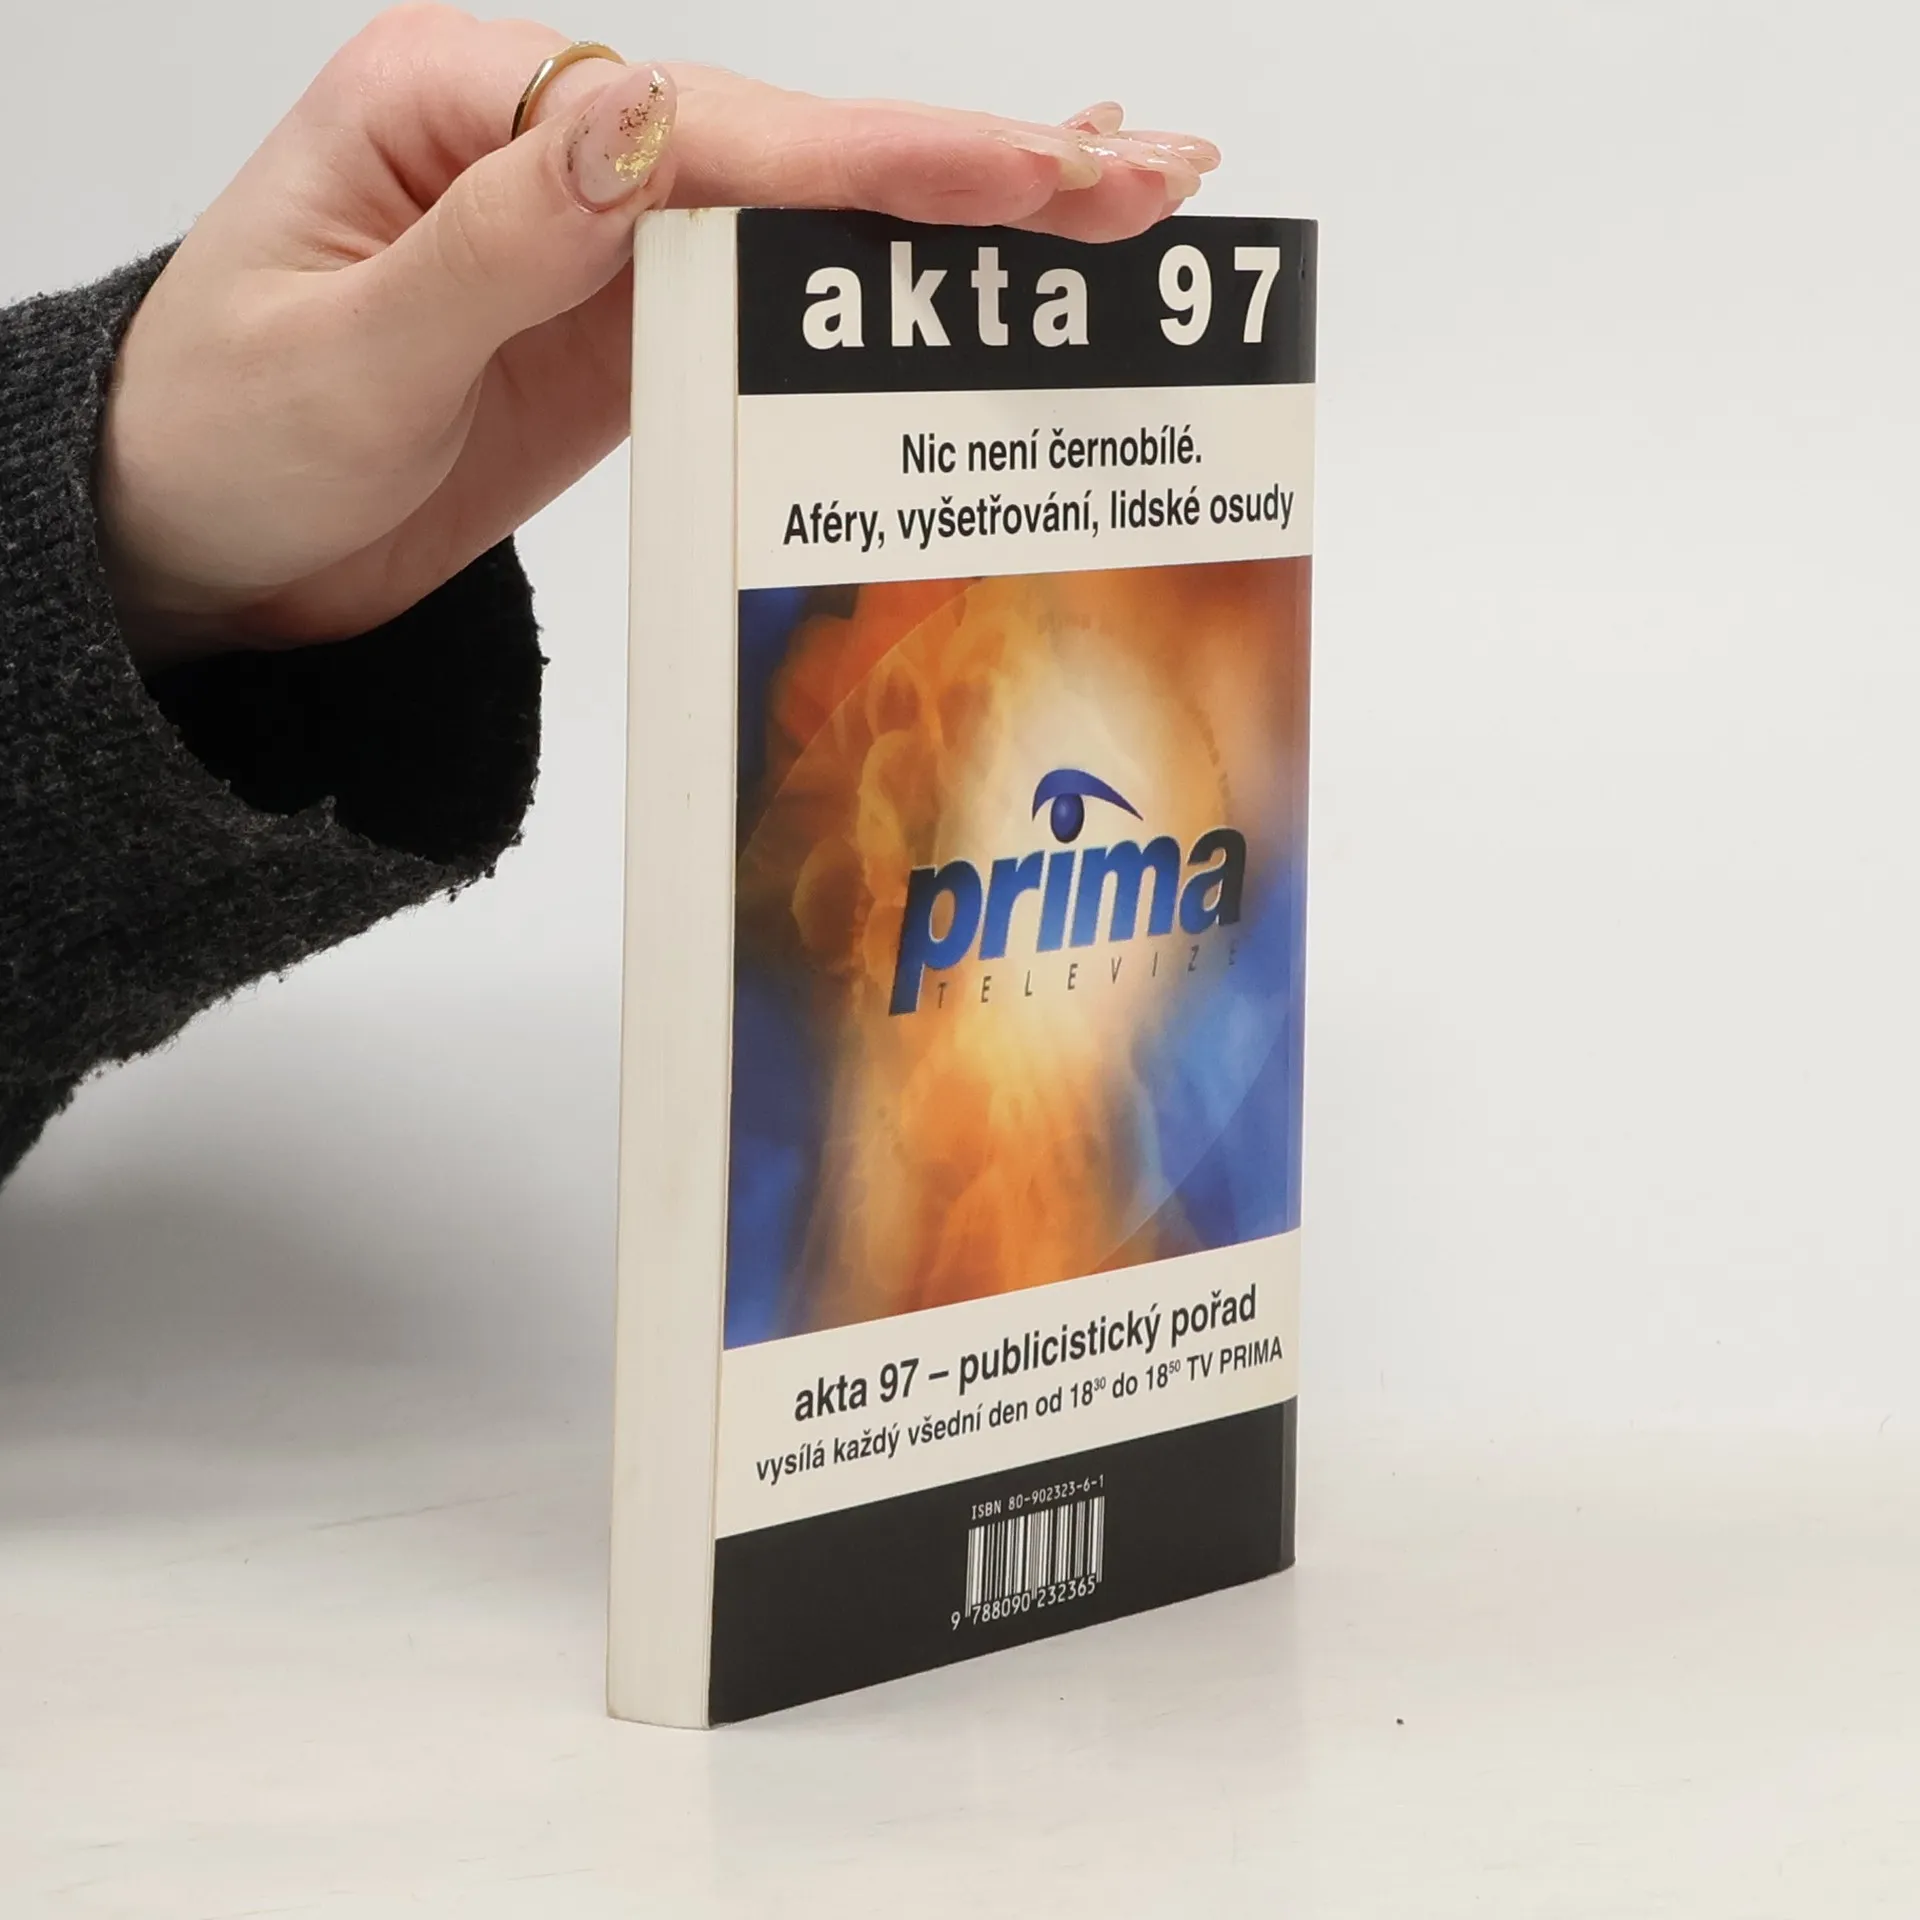 akta 97
Nic není černobílé.
Aféry, vyšetřování, lidské osudy
prima
TELEVIZE
akta 97 – publicistický pořad
vysílá každý všední den od 18³⁰ do 18⁵⁰ TV PRIMA
ISBN 80-902323-6-1
9 788090 232365